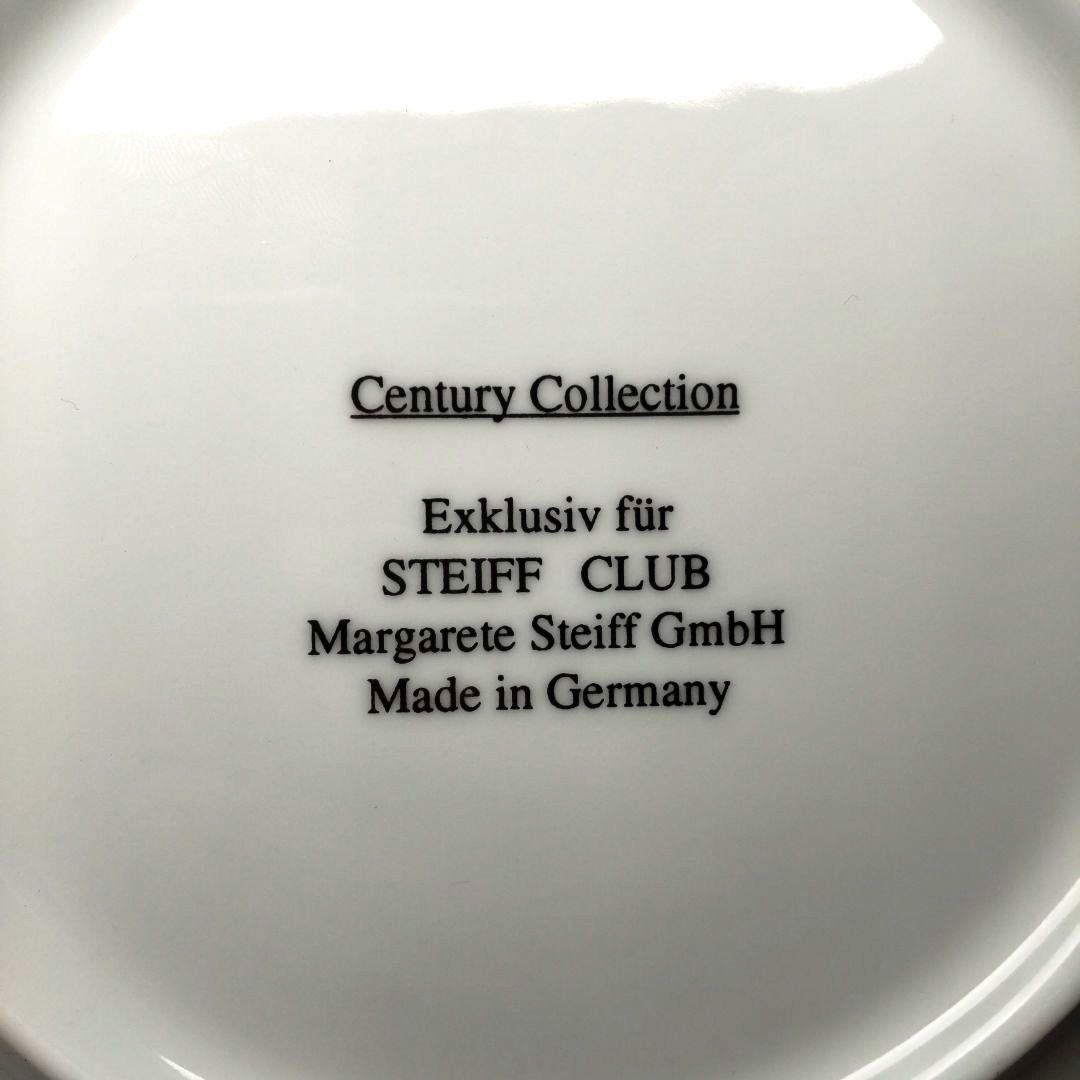 Century Collection
Exklusiv für
STEIFF CLUB
Margarete Steiff GmbH
Made in Germany